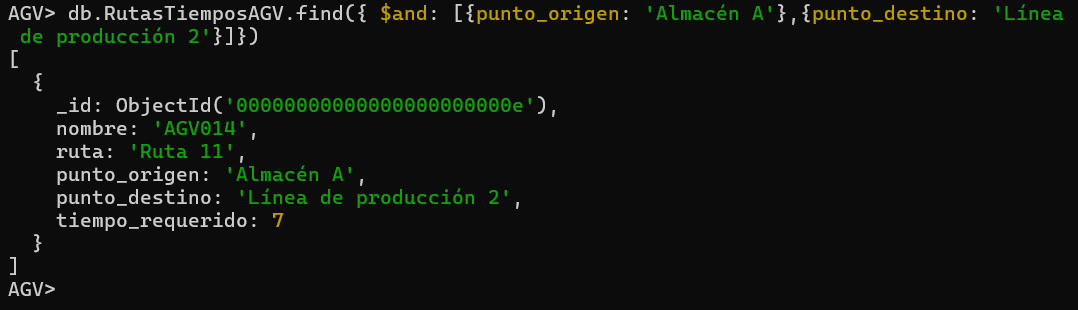 AGV> db.RutasTiemposAGV.find({ $and: [{punto_origen: 'Almacén A'},{punto_destino: 'Línea
de producción 2'}]})
[
  {
    _id: ObjectId('00000000000000000000000e'),
    nombre: 'AGV014',
    ruta: 'Ruta 11',
    punto_origen: 'Almacén A',
    punto_destino: 'Línea de producción 2',
    tiempo_requerido: 7
  }
]
AGV>